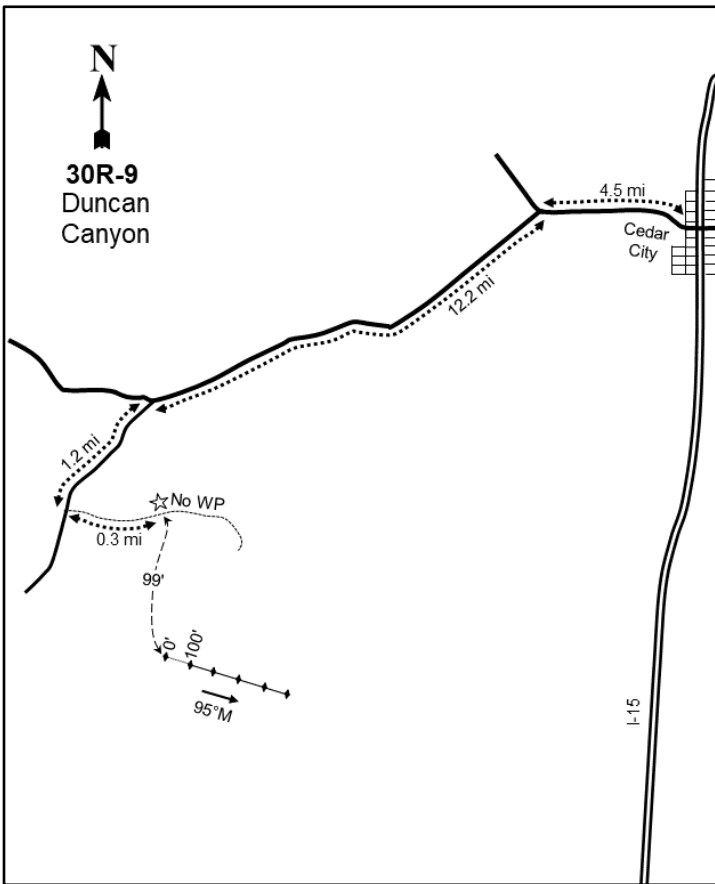 N
30R-9
Duncan
Canyon
4.5 mi
Cedar
City
12.2 mi
1.2 mi
No WP
0.3 mi
99'
0'
100'
95°M
I-15